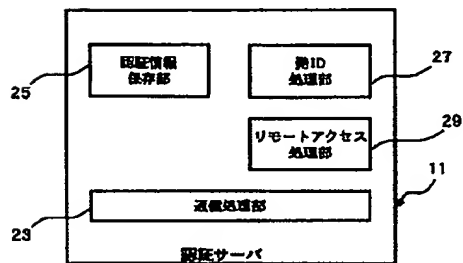 認証情報
保存部
25
発ID
処理部
27
リモートアクセス
処理部
29
11
通信処理部
23
認証サーバ